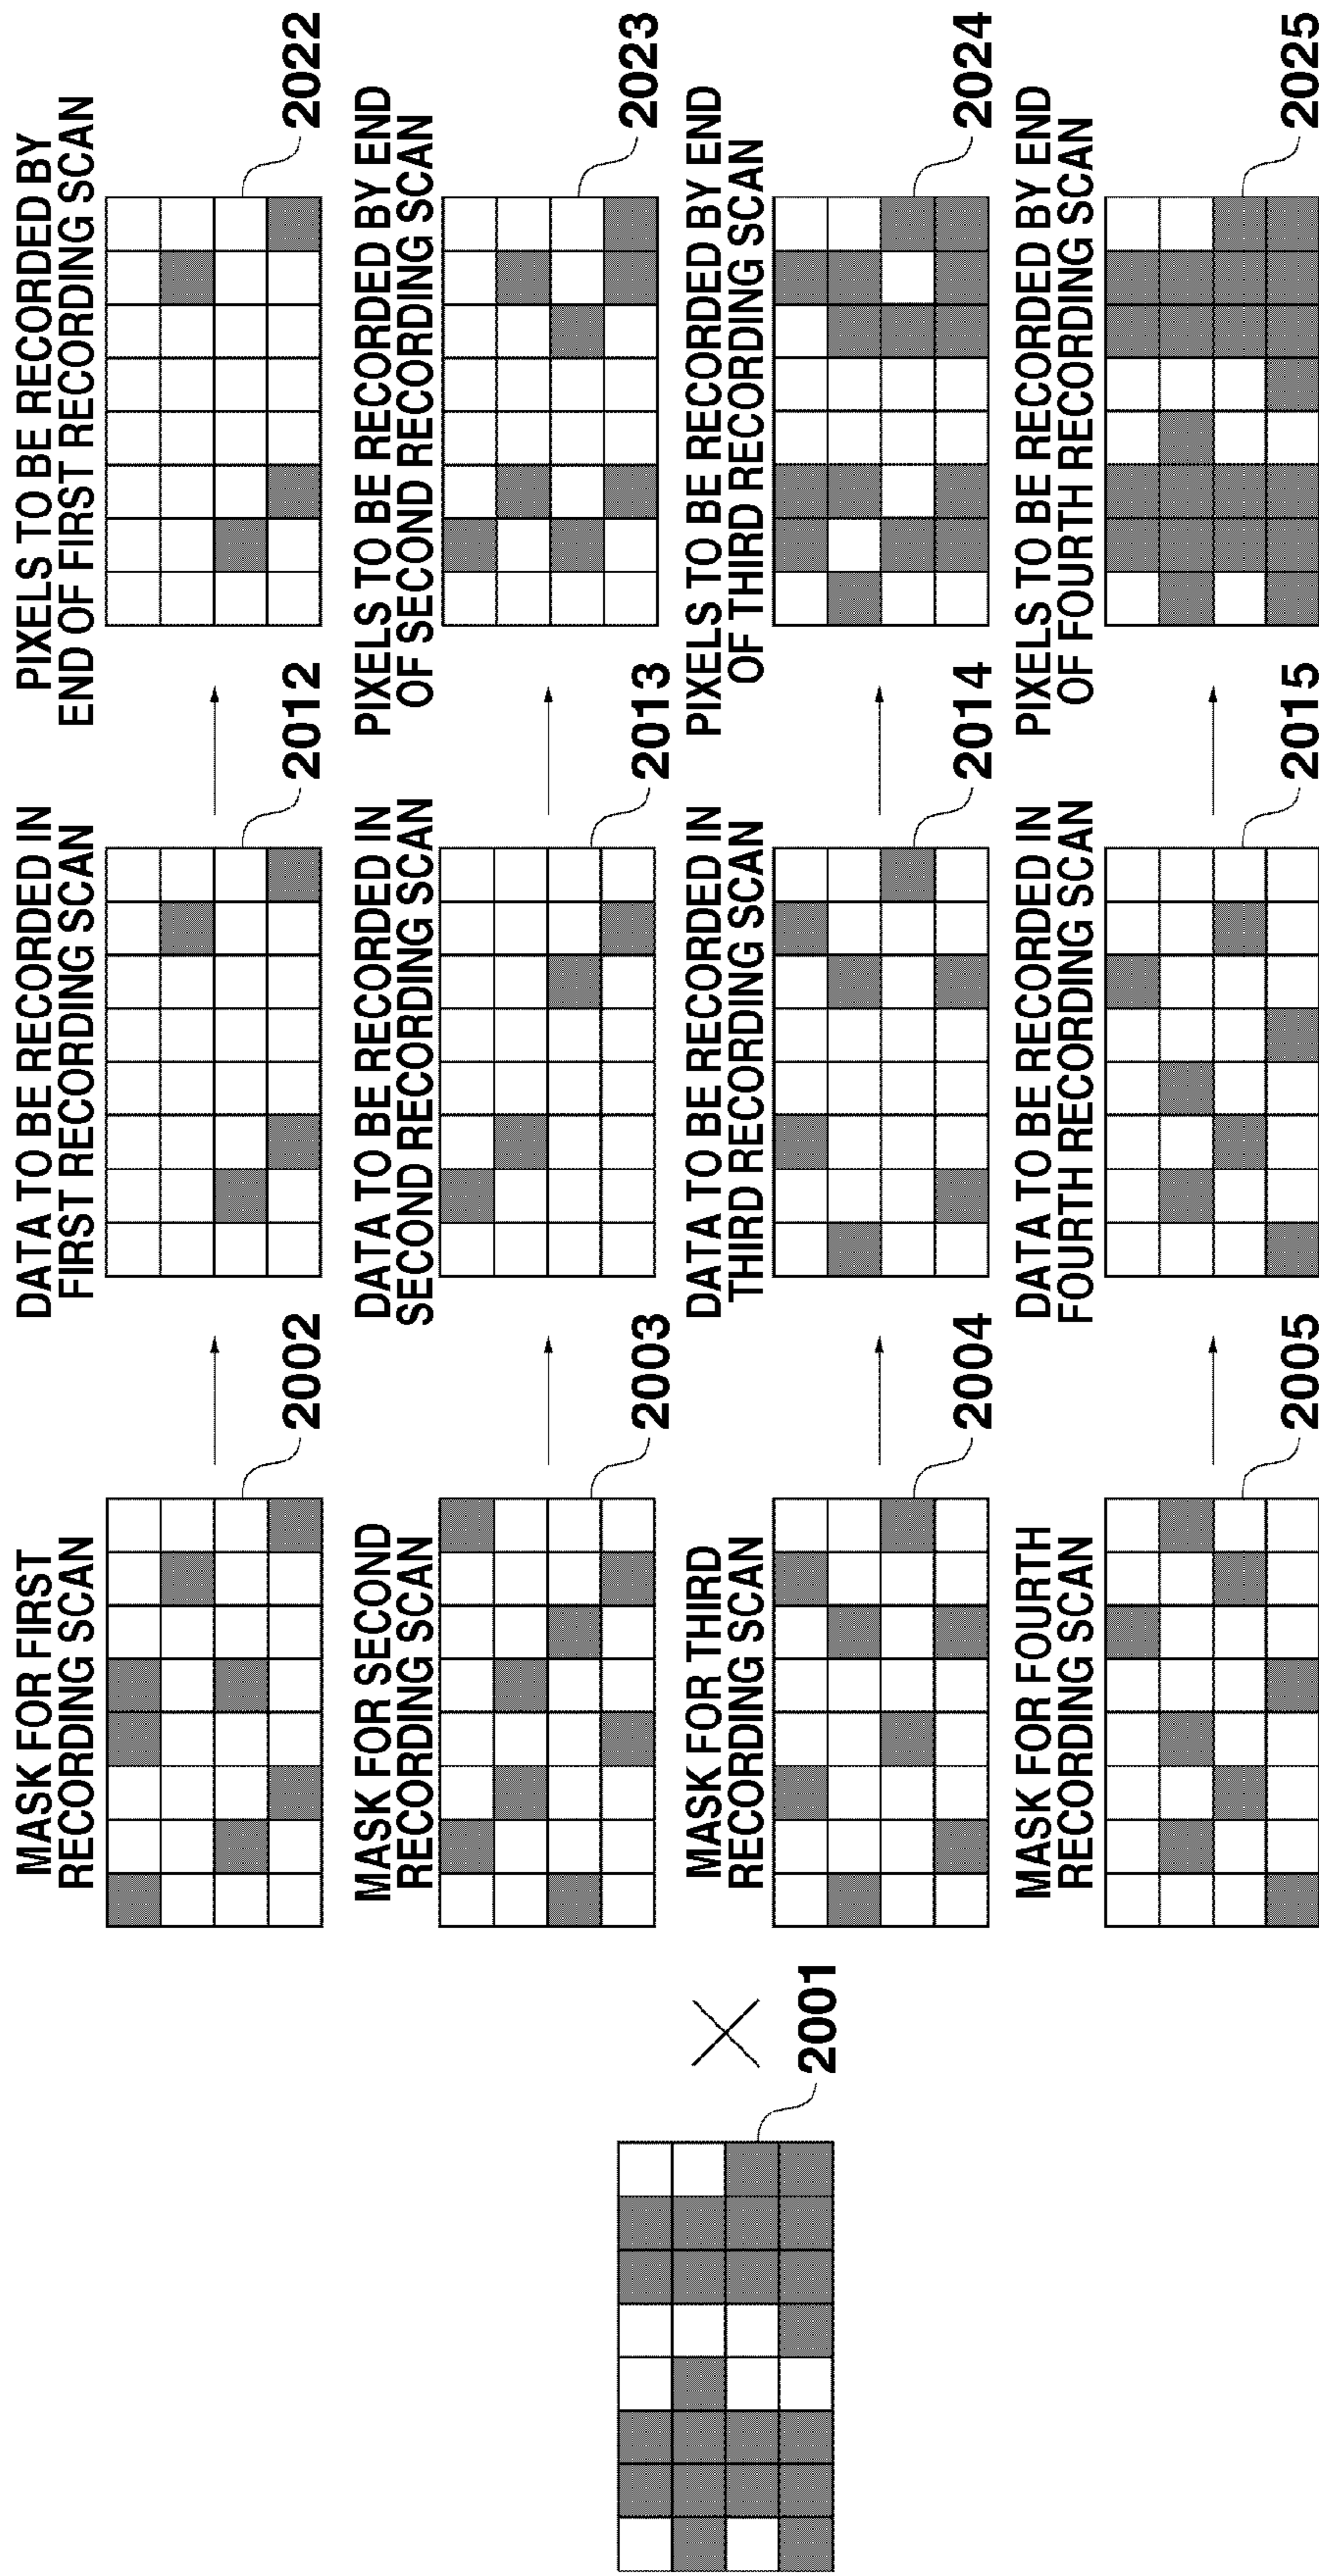 2001
MASK FOR FIRST
RECORDING SCAN
2002
DATA TO BE RECORDED IN
FIRST RECORDING SCAN
2012
PIXELS TO BE RECORDED BY
END OF FIRST RECORDING SCAN
2022
MASK FOR SECOND
RECORDING SCAN
2003
DATA TO BE RECORDED IN
SECOND RECORDING SCAN
2013
PIXELS TO BE RECORDED BY END
OF SECOND RECORDING SCAN
2023
MASK FOR THIRD
RECORDING SCAN
2004
DATA TO BE RECORDED IN
THIRD RECORDING SCAN
2014
PIXELS TO BE RECORDED BY END
OF THIRD RECORDING SCAN
2024
MASK FOR FOURTH
RECORDING SCAN
2005
DATA TO BE RECORDED IN
FOURTH RECORDING SCAN
2015
PIXELS TO BE RECORDED BY END
OF FOURTH RECORDING SCAN
2025